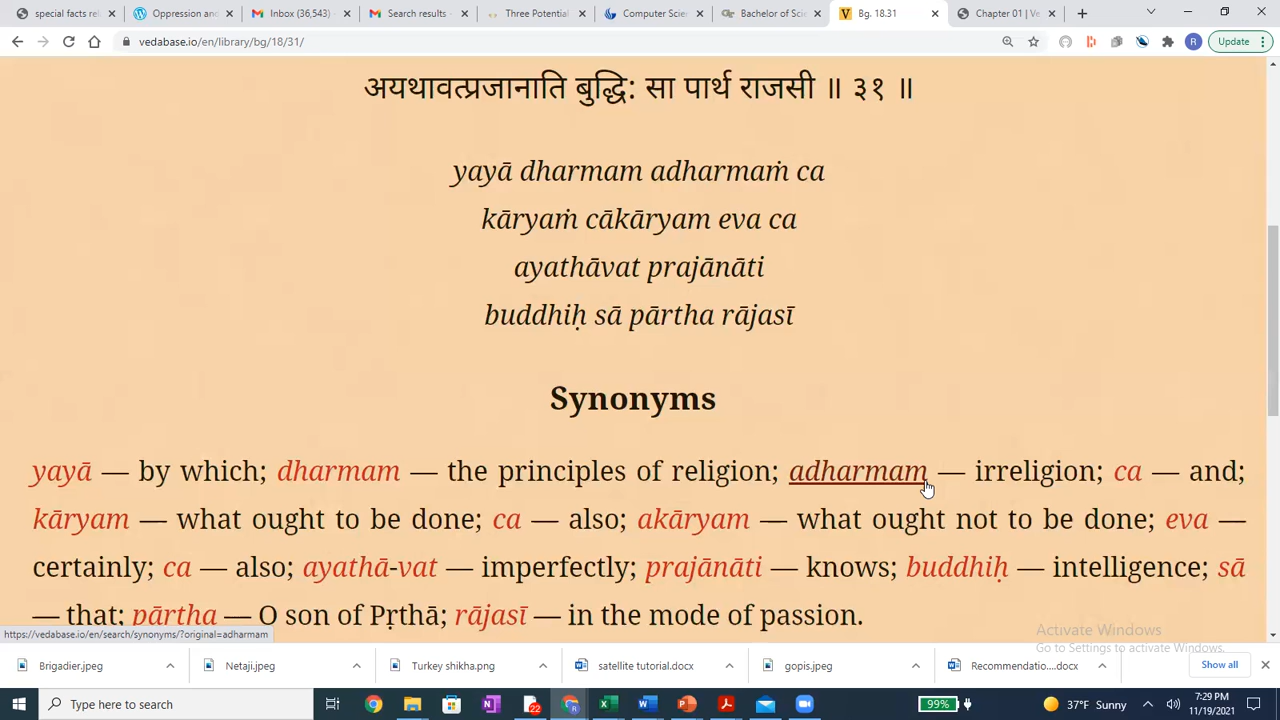 special facts rel
Oppression and
Inbox (36,543)
Search results -
Three Potential
Computer Scien
Bachelor of Scie
Bg. 18.31
Chapter 01 | Ve
vedabase.io/en/library/bg/18/31/
R
Update
अयथावत्प्रजानाति बुद्धि: सा पार्थ राजसी ॥ ३१ ॥
yayā dharmam adharmaṁ ca
kāryaṁ cākāryam eva ca
ayathāvat prajānāti
buddhiḥ sā pārtha rājasī
Synonyms
yayā — by which; dharmam — the principles of religion; adharmam — irreligion; ca — and;
kāryam — what ought to be done; ca — also; akāryam — what ought not to be done; eva —
certainly; ca — also; ayathā-vat — imperfectly; prajānāti — knows; buddhiḥ — intelligence; sā
— that; pārtha — O son of Pṛthā; rājasī — in the mode of passion.
https://vedabase.io/en/search/synonyms/?original=adharmam
Activate Windows
Go to Settings to activate Windows.
Brigadier.jpeg
Netaji.jpeg
Turkey shikha.png
satellite tutorial.docx
gopis.jpeg
Recommendatio....docx
Show all
Type here to search
22
99%
37°F Sunny
7:29 PM
11/19/2021